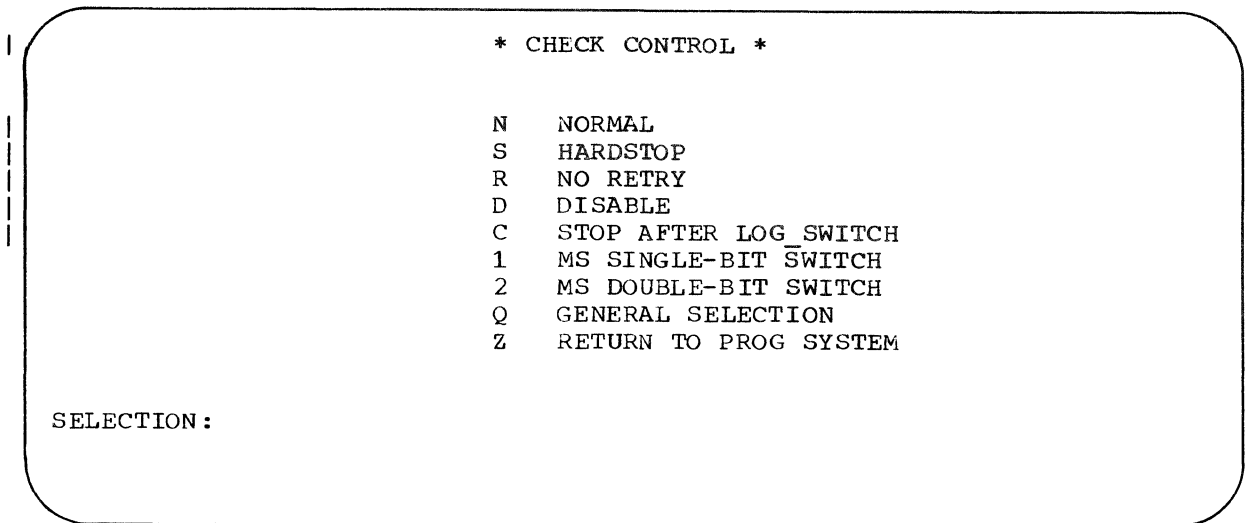 * CHECK CONTROL *
N NORMAL
S HARDSTOP
R NO RETRY
D DISABLE
C STOP AFTER LOG_SWITCH
1 MS SINGLE-BIT SWITCH
2 MS DOUBLE-BIT SWITCH
Q GENERAL SELECTION
Z RETURN TO PROG SYSTEM
SELECTION: